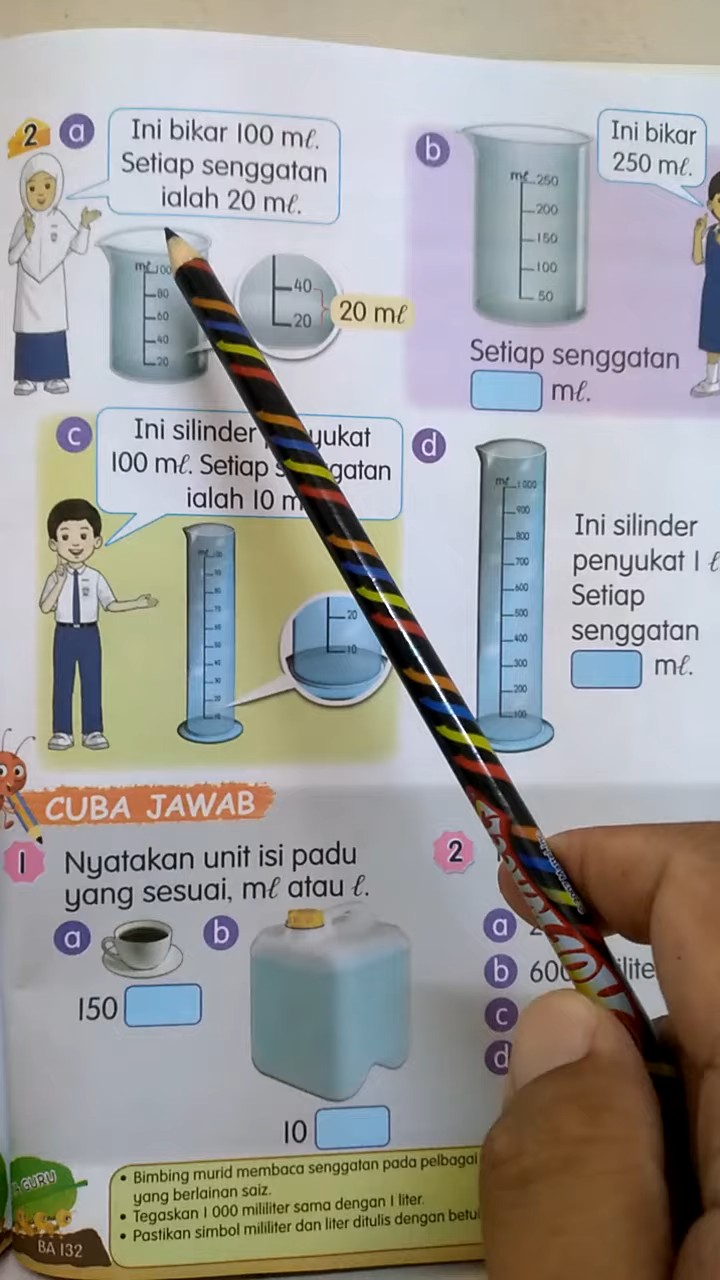 2 a
Ini bikar 100 mℓ.
Setiap senggatan
ialah 20 mℓ.
mℓ 100
80
60
40
20
40
20
20 mℓ
b
Ini bikar
250 mℓ.
mℓ 250
200
150
100
50
Setiap senggatan
mℓ.
c
Ini silinder yukat
100 mℓ. Setiap gatan
ialah 10 m
20
10
d
mℓ 1 000
900
800
700
600
500
400
300
200
100
Ini silinder
penyukat 1 ℓ
Setiap
senggatan
mℓ.
CUBA JAWAB
1 Nyatakan unit isi padu
yang sesuai, mℓ atau ℓ.
a
150
b
10
2
a
b 600
c
d
GURU
• Bimbing murid membaca senggatan pada pelbagai
yang berlainan saiz.
• Tegaskan 1 000 mililiter sama dengan 1 liter.
• Pastikan simbol mililiter dan liter ditulis dengan betu
BA 132